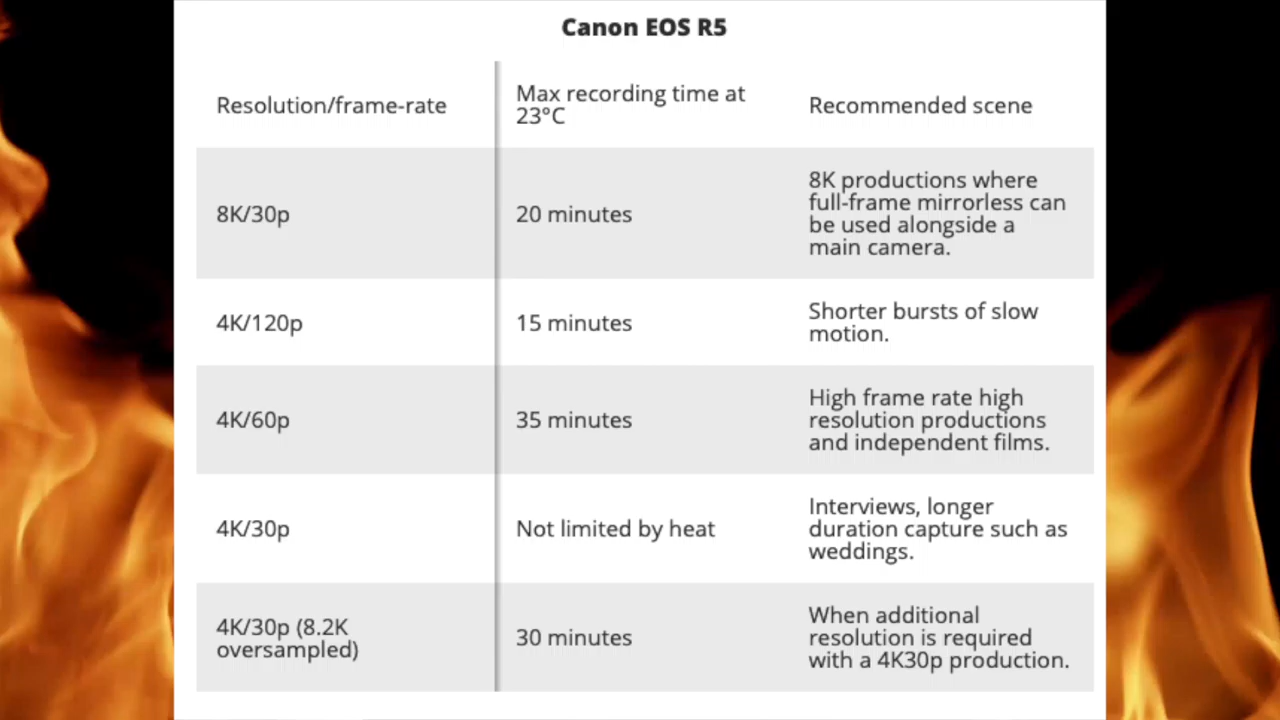 Canon EOS R5
Resolution/frame-rate
Max recording time at
23°C
Recommended scene
8K/30p
20 minutes
8K productions where
full-frame mirrorless can
be used alongside a
main camera.
4K/120p
15 minutes
Shorter bursts of slow
motion.
4K/60p
35 minutes
High frame rate high
resolution productions
and independent films.
4K/30p
Not limited by heat
Interviews, longer
duration capture such as
weddings.
4K/30p (8.2K
oversampled)
30 minutes
When additional
resolution is required
with a 4K30p production.